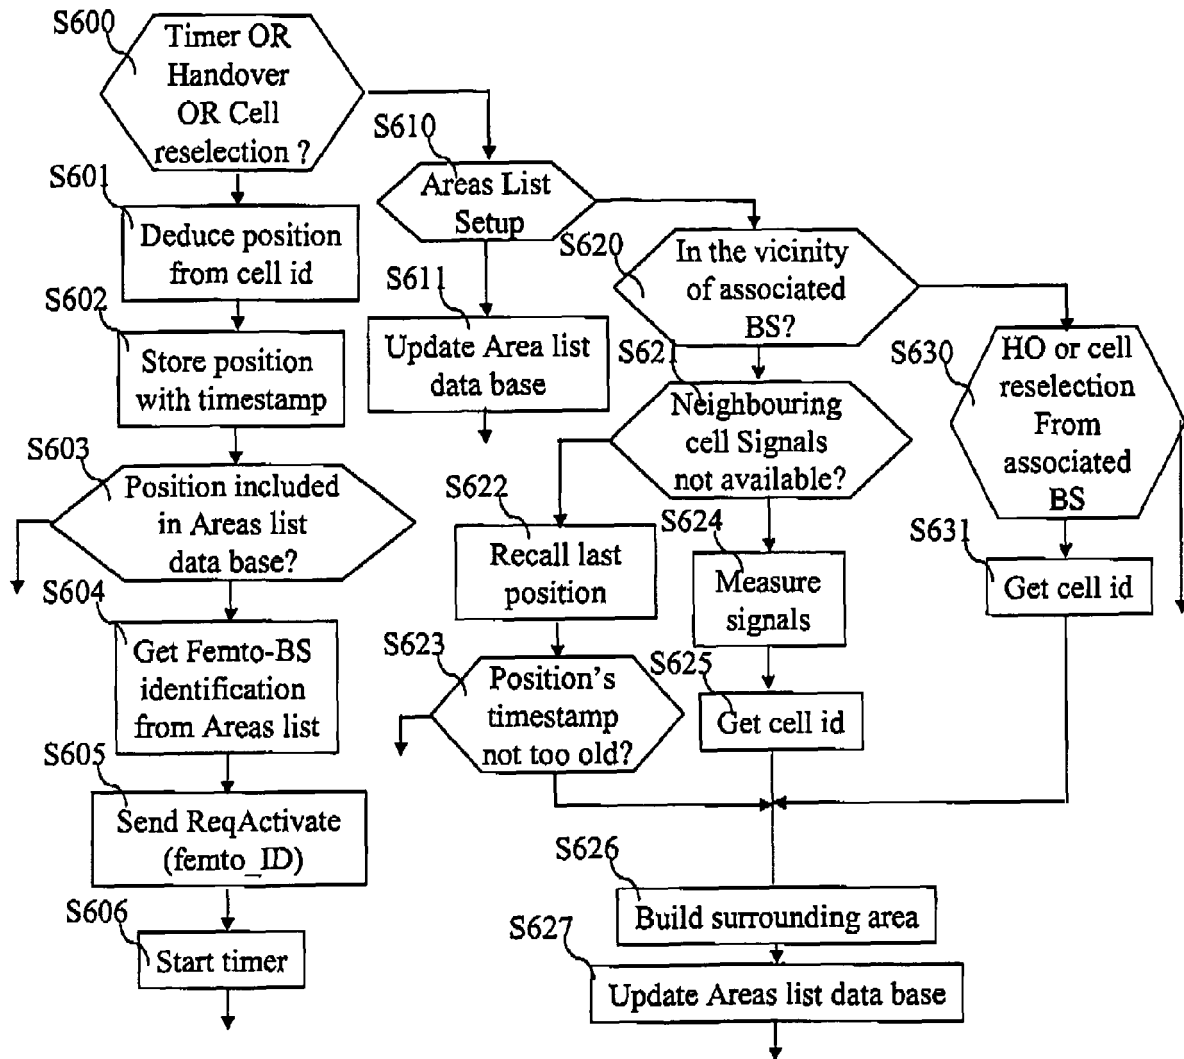 S600
Timer OR
Handover
OR Cell
reselection ?
S601
Deduce position
from cell id
S602
Store position
with timestamp
S603
Position included
in Areas list
data base?
S604
Get Femto-BS
identification
from Areas list
S605
Send ReqActivate
(femto_ID)
S606
Start timer
S610
Areas List
Setup
S611
Update Area list
data base
S620
In the vicinity
of associated
BS?
S621
Neighbouring
cell Signals
not available?
S622
Recall last
position
S623
Position's
timestamp
not too old?
S624
Measure
signals
S625
Get cell id
S630
HO or cell
reselection
From
associated
BS
S631
Get cell id
S626
Build surrounding area
S627
Update Areas list data base